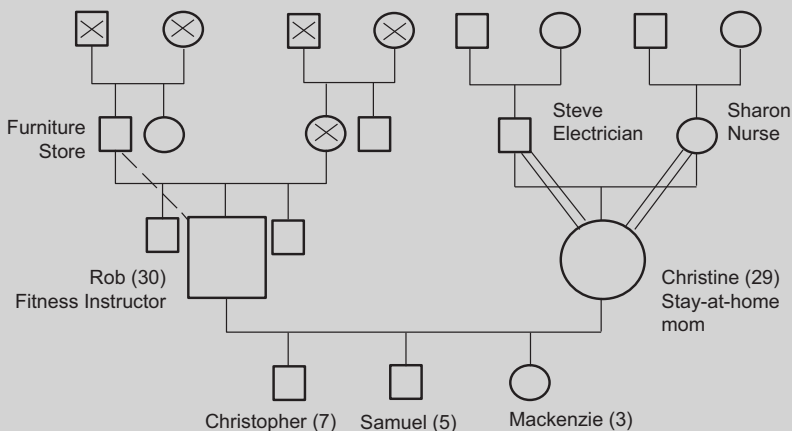 Furniture
Store
Steve
Electrician
Sharon
Nurse
Rob (30)
Fitness Instructor
Christine (29)
Stay-at-home
mom
Christopher (7)
Samuel (5)
Mackenzie (3)